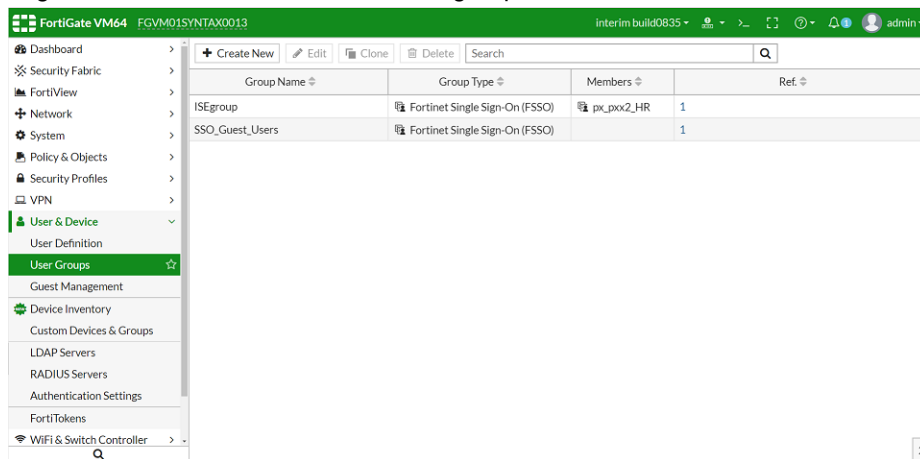 FortiGate VM64 FGVM01SYNTAX0013 interim build0835 >_ 1 admin
Dashboard
Security Fabric
FortiView
Network
System
Policy & Objects
Security Profiles
VPN
User & Device
User Definition
User Groups
Guest Management
Device Inventory
Custom Devices & Groups
LDAP Servers
RADIUS Servers
Authentication Settings
FortiTokens
WiFi & Switch Controller
+ Create New Edit Clone Delete Search
Group Name Group Type Members Ref.
ISEgroup Fortinet Single Sign-On (FSSO) px_pxx2_HR 1
SSO_Guest_Users Fortinet Single Sign-On (FSSO) 1